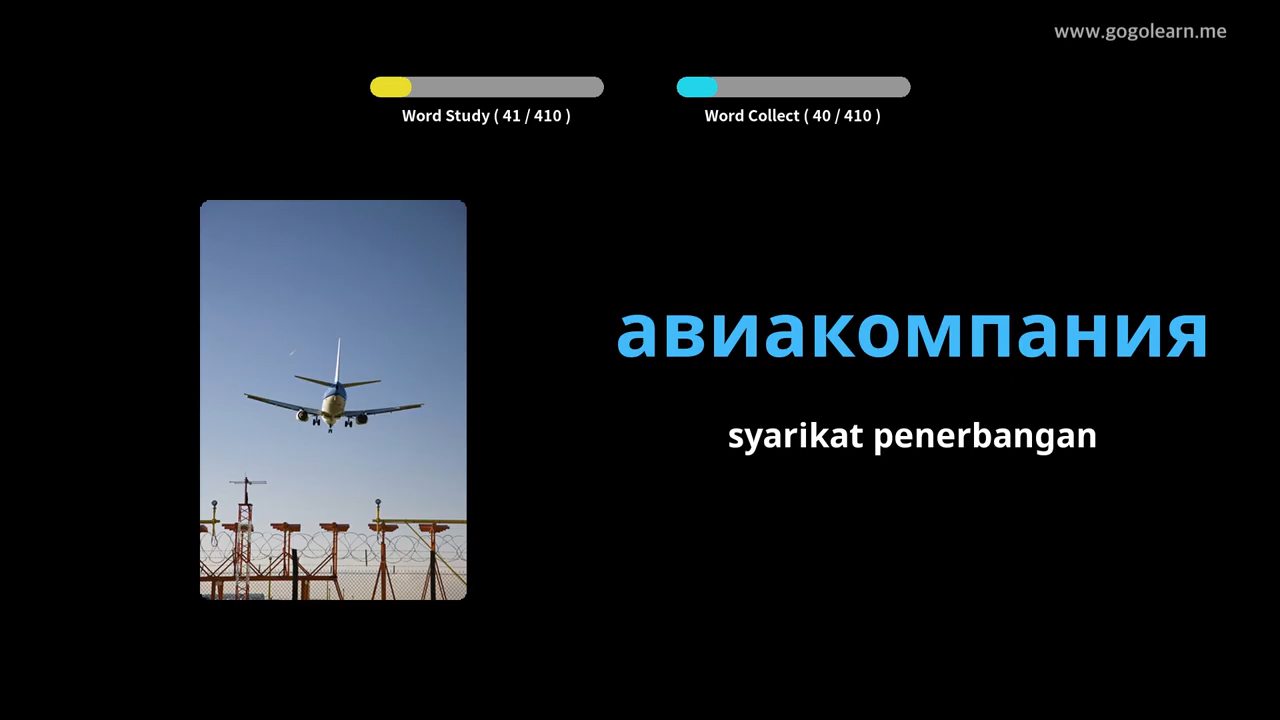 www.gogolearn.me
Word Study ( 41 / 410 )
Word Collect ( 40 / 410 )
авиакомпания
syarikat penerbangan